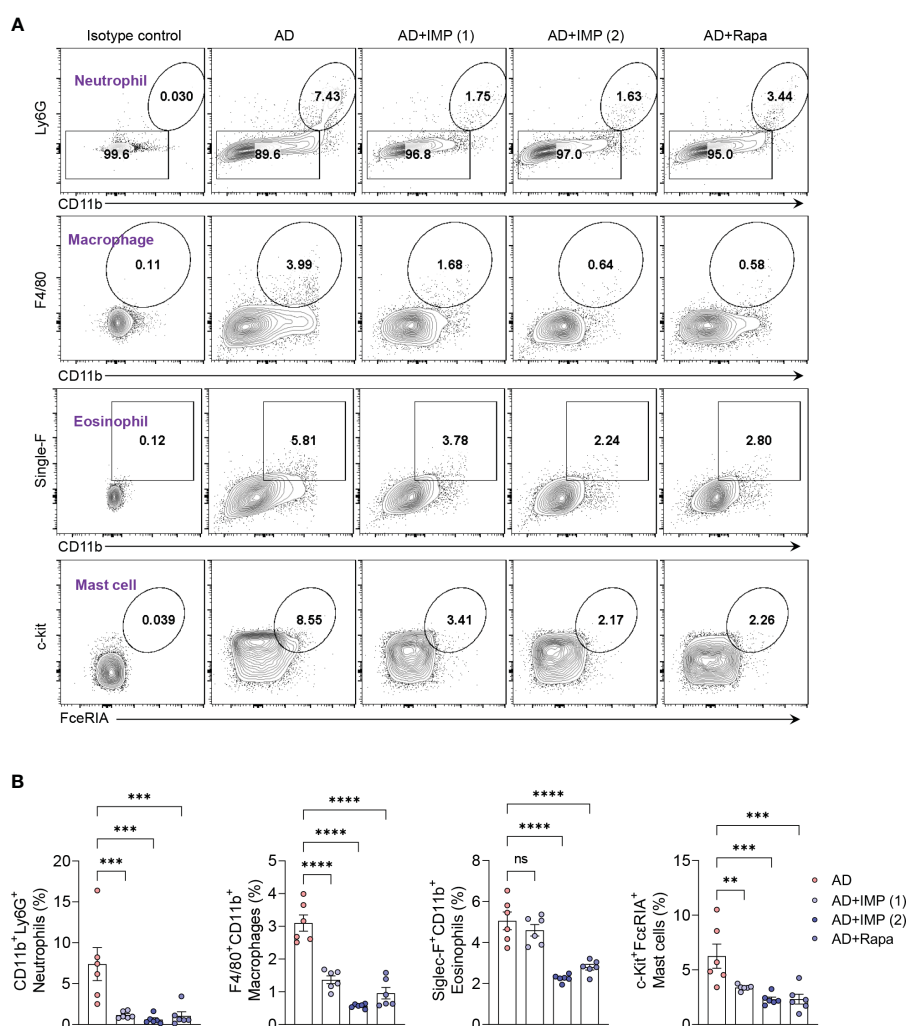 A
Isotype control AD AD+IMP (1) AD+IMP (2) AD+Rapa
Neutrophil
Ly6G
0.030 7.43 1.75 1.63 3.44
99.6 89.6 96.8 97.0 95.0
CD11b
Macrophage
F4/80
0.11 3.99 1.68 0.64 0.58
CD11b
Eosinophil
Single-F
0.12 5.81 3.78 2.24 2.80
CD11b
Mast cell
c-kit
0.039 8.55 3.41 2.17 2.26
FceRIA
B
CD11b+ Ly6G+
Neutrophils (%)
20
15
10
5
0
***
***
***
F4/80+CD11b+
Macrophages (%)
5
4
3
2
1
0
****
****
****
Siglec-F+CD11b+
Eosinophils (%)
8
6
4
2
0
****
****
ns
c-Kit+FcεRIA+
Mast cells (%)
15
10
5
0
***
***
**
AD
AD+IMP (1)
AD+IMP (2)
AD+Rapa